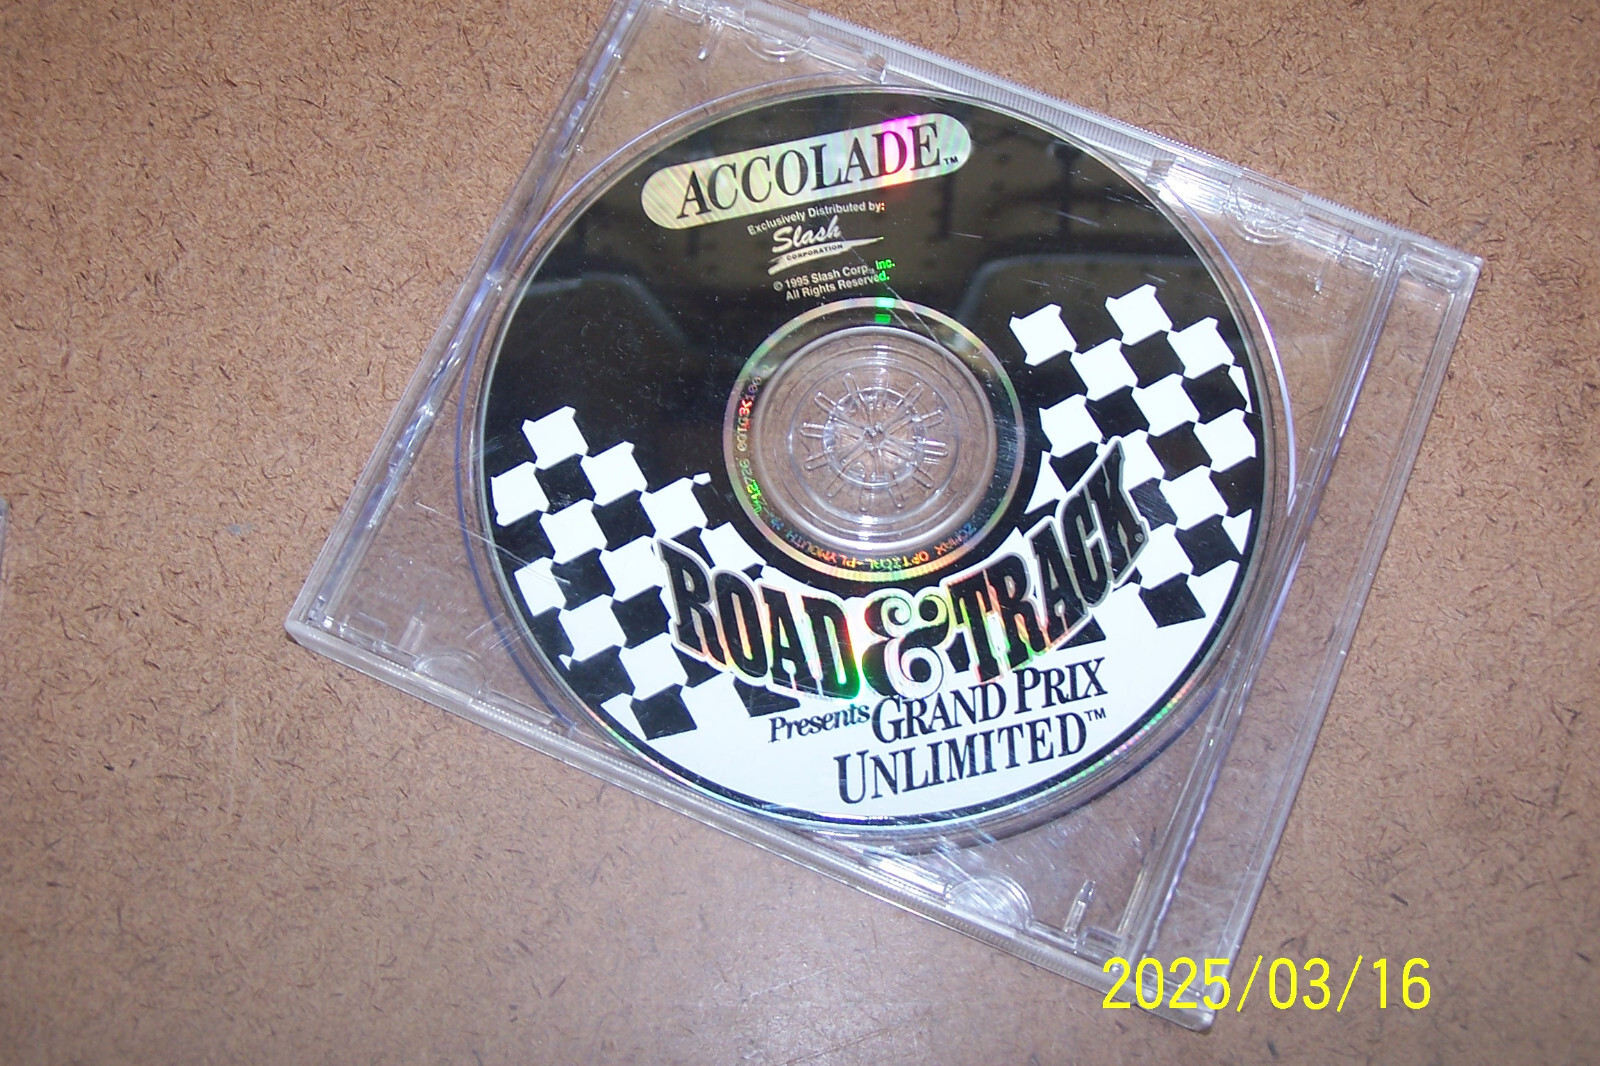 ACCOLADE™
Exclusively Distributed by:
Slash
CORPORATION
© 1995 Slash Corp., Inc.
All Rights Reserved.
ROAD & TRACK®
Presents GRAND PRIX
UNLIMITED™
2025/03/16